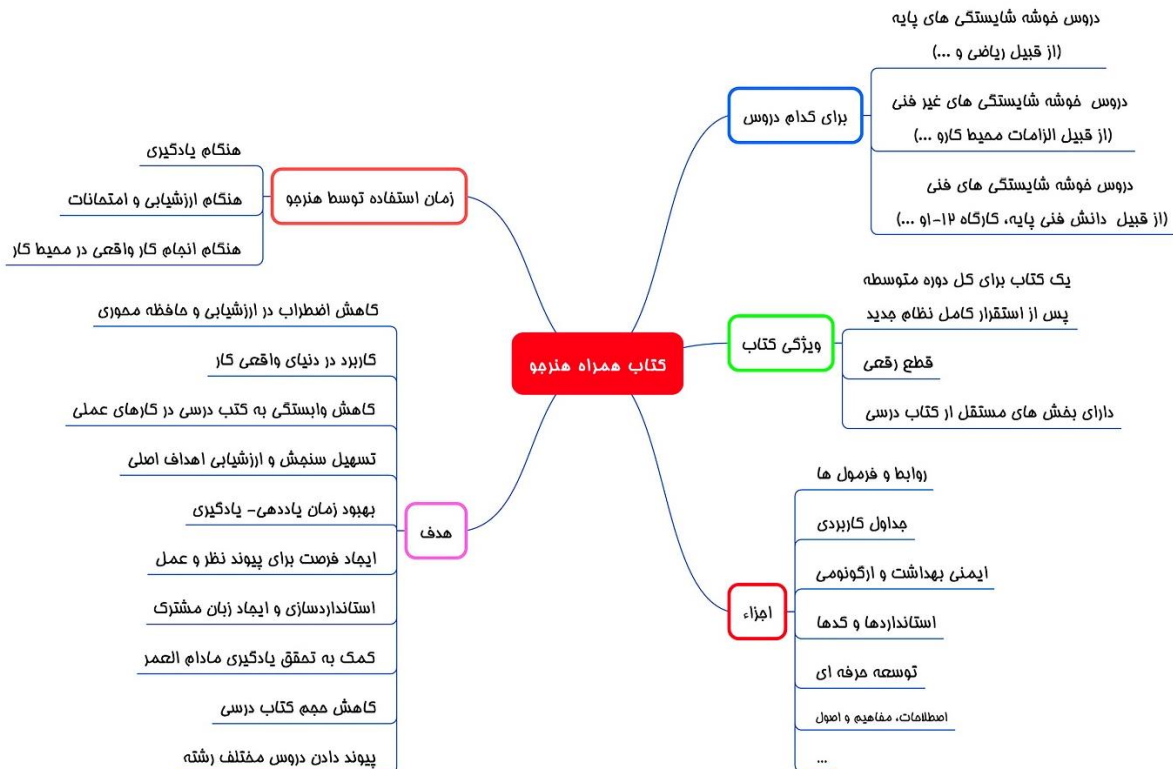 کتاب همراه هنرجو
برای کدام دروس
دروس خوشه شایستگی های پایه
(از قبیل ریاضی و ...)
دروس خوشه شایستگی های غیر فنی
(از قبیل الزامات محیط کارو ...)
دروس خوشه شایستگی های فنی
(از قبیل دانش فنی پایه، کارگاه ۱۲-۱و ...)
ویژگی کتاب
یک کتاب برای کل دوره متوسطه
پس از استقرار کامل نظام جدید
قطع رقعی
دارای بخش های مستقل از کتاب درسی
اجزاء
روابط و فرمول ها
جداول کاربردی
ایمنی بهداشت و ارگونومی
استانداردها و کدها
توسعه حرفه ای
اصطلاحات، مفاهیم و اصول
...
زمان استفاده توسط هنرجو
هنگام یادگیری
هنگام ارزشیابی و امتحانات
هنگام انجام کار واقعی در محیط کار
هدف
کاهش اضطراب در ارزشیابی و حافظه محوری
کاربرد در دنیای واقعی کار
کاهش وابستگی به کتب درسی در کارهای عملی
تسهیل سنجش و ارزشیابی اهداف اصلی
بهبود زمان یاددهی- یادگیری
ایجاد فرصت برای پیوند نظر و عمل
استانداردسازی و ایجاد زبان مشترک
کمک به تحقق یادگیری مادام العمر
کاهش حجم کتاب درسی
پیوند دادن دروس مختلف رشته